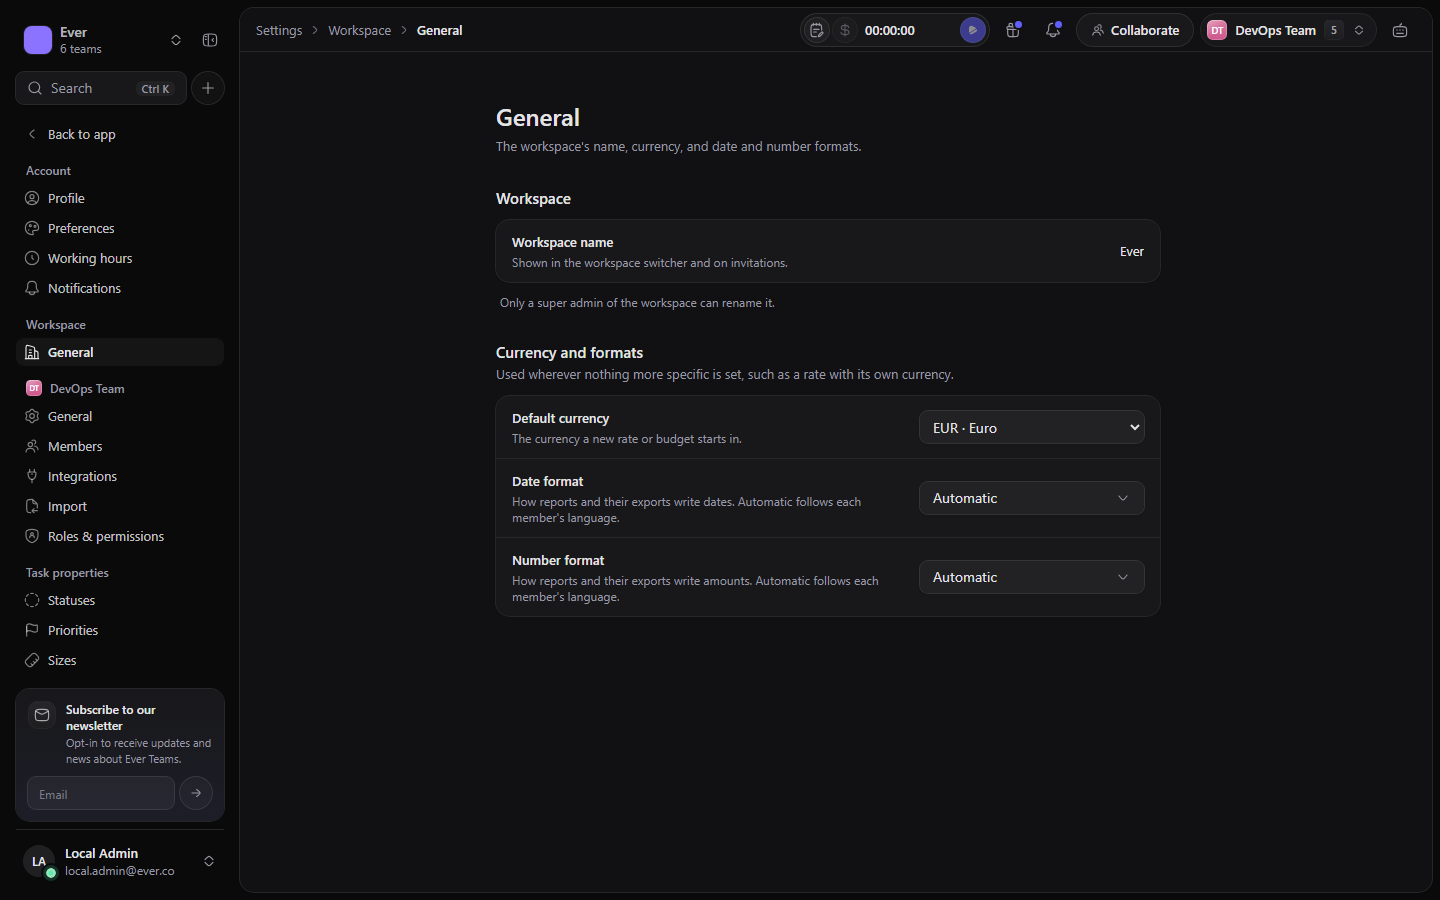 Ever
6 teams
Search
Ctrl K
Back to app
Account
Profile
Preferences
Working hours
Notifications
Workspace
General
DT
DevOps Team
General
Members
Integrations
Import
Roles & permissions
Task properties
Statuses
Priorities
Sizes
Subscribe to our
newsletter
Opt-in to receive updates and
news about Ever Teams.
Email
LA
Local Admin
local.admin@ever.co
Settings
Workspace
General
00:00:00
Collaborate
DT
DevOps Team
5
General
The workspace's name, currency, and date and number formats.
Workspace
Workspace name
Shown in the workspace switcher and on invitations.
Ever
Only a super admin of the workspace can rename it.
Currency and formats
Used wherever nothing more specific is set, such as a rate with its own currency.
Default currency
The currency a new rate or budget starts in.
EUR · Euro
Date format
How reports and their exports write dates. Automatic follows each
member's language.
Automatic
Number format
How reports and their exports write amounts. Automatic follows each
member's language.
Automatic